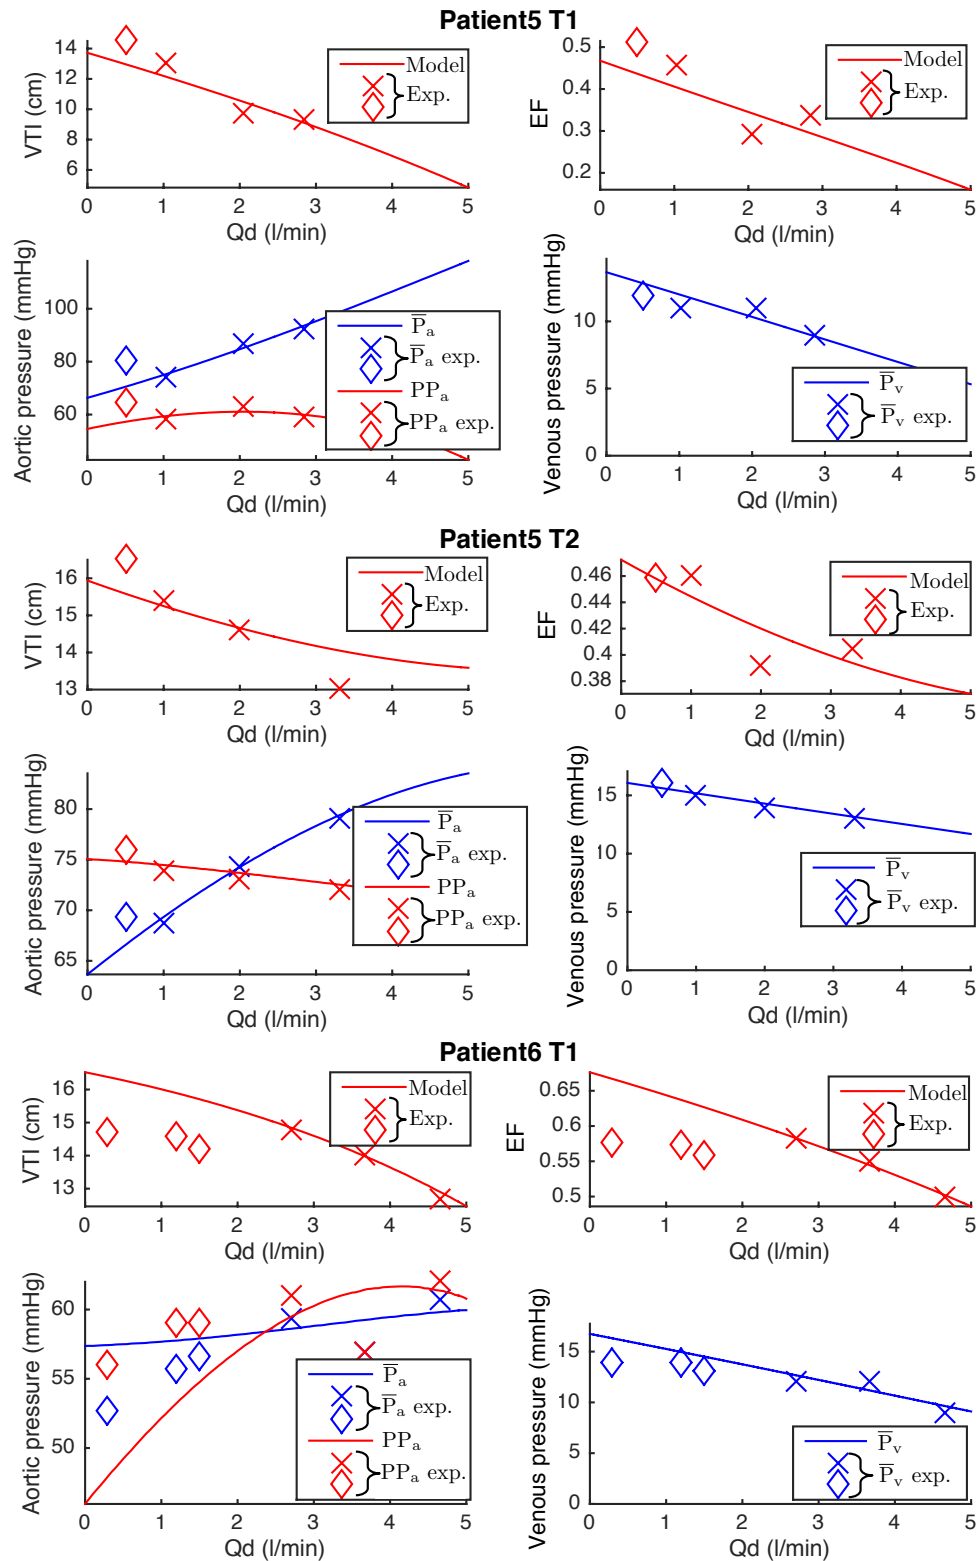 Patient5 T1
14
12
10
8
6
VTI (cm)
0 1 2 3 4 5
Qd (l/min)
Model
Exp.
0.5
0.4
0.3
0.2
EF
0 1 2 3 4 5
Qd (l/min)
Model
Exp.
100
80
60
Aortic pressure (mmHg)
0 1 2 3 4 5
Qd (l/min)
P̅a
P̅a exp.
PPa
PPa exp.
10
5
0
Venous pressure (mmHg)
0 1 2 3 4 5
Qd (l/min)
P̅v
P̅v exp.
Patient5 T2
16
15
14
13
VTI (cm)
0 1 2 3 4 5
Qd (l/min)
Model
Exp.
0.46
0.44
0.42
0.4
0.38
EF
0 1 2 3 4 5
Qd (l/min)
Model
Exp.
80
75
70
65
Aortic pressure (mmHg)
0 1 2 3 4 5
Qd (l/min)
P̅a
P̅a exp.
PPa
PPa exp.
15
10
5
0
Venous pressure (mmHg)
0 1 2 3 4 5
Qd (l/min)
P̅v
P̅v exp.
Patient6 T1
16
15
14
13
VTI (cm)
0 1 2 3 4 5
Qd (l/min)
Model
Exp.
0.65
0.6
0.55
0.5
EF
0 1 2 3 4 5
Qd (l/min)
Model
Exp.
60
55
50
Aortic pressure (mmHg)
0 1 2 3 4 5
Qd (l/min)
P̅a
P̅a exp.
PPa
PPa exp.
15
10
5
0
Venous pressure (mmHg)
0 1 2 3 4 5
Qd (l/min)
P̅v
P̅v exp.